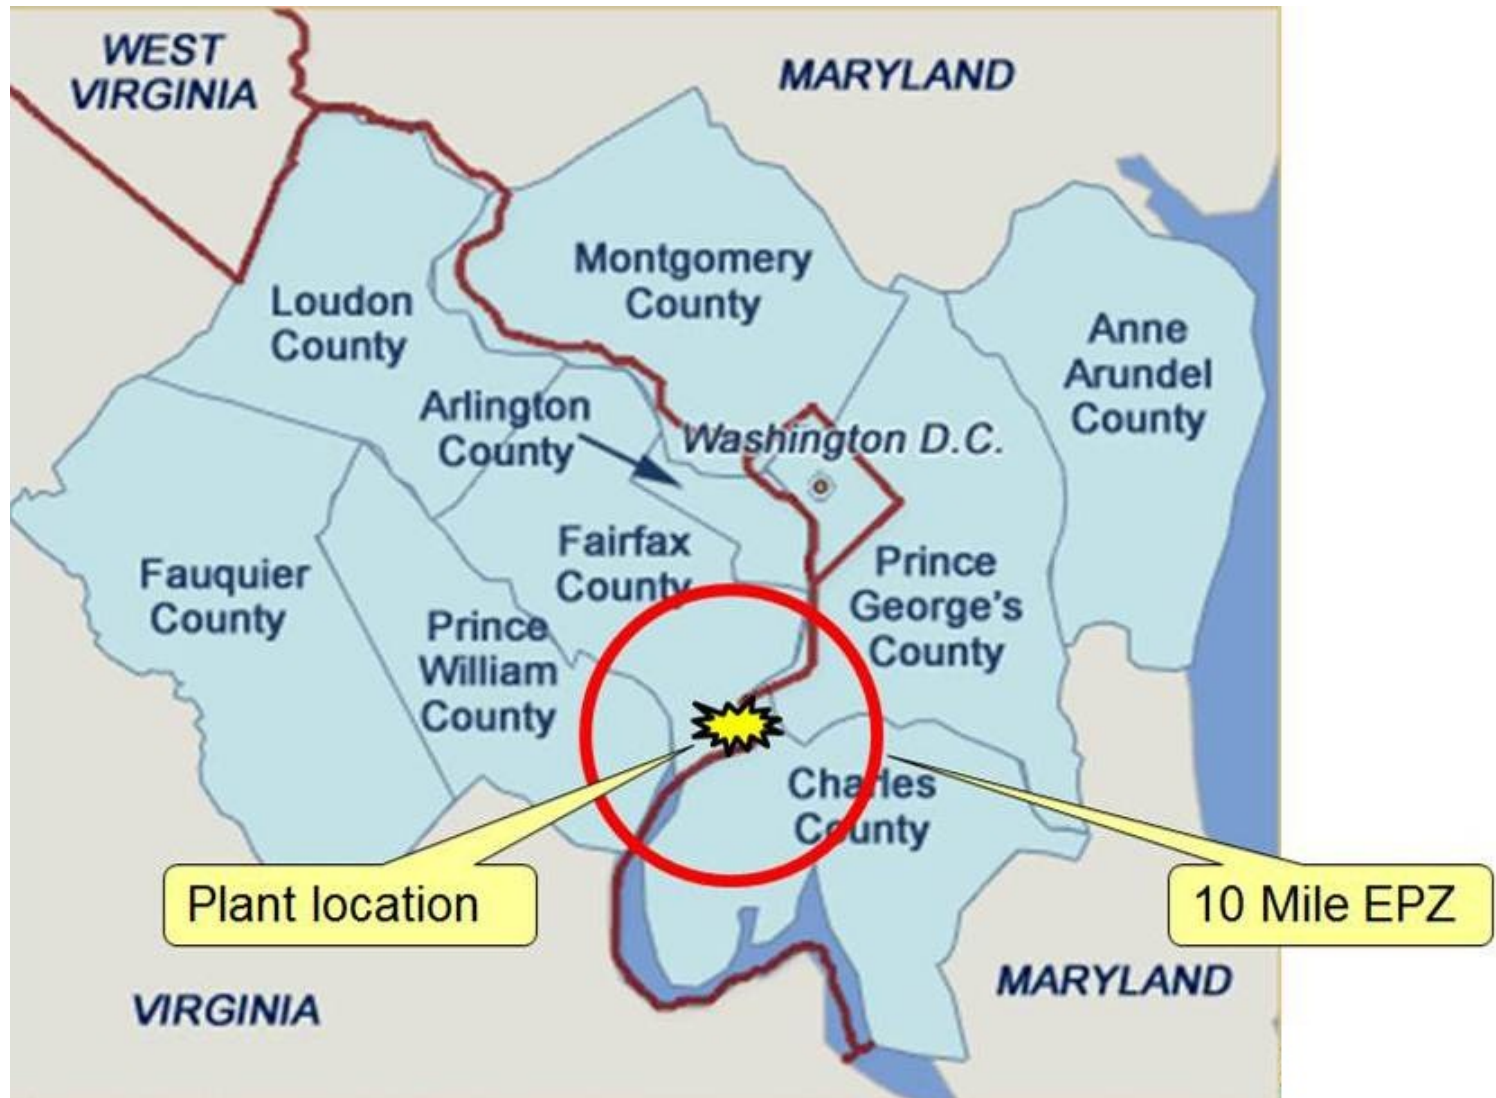 WEST
VIRGINIA
MARYLAND
Montgomery
County
Loudon
County
Anne
Arundel
County
Arlington
County
Washington D.C.
Fairfax
County
Prince
George's
County
Fauquier
County
Prince
William
County
Charles
County
Plant location
10 Mile EPZ
MARYLAND
VIRGINIA